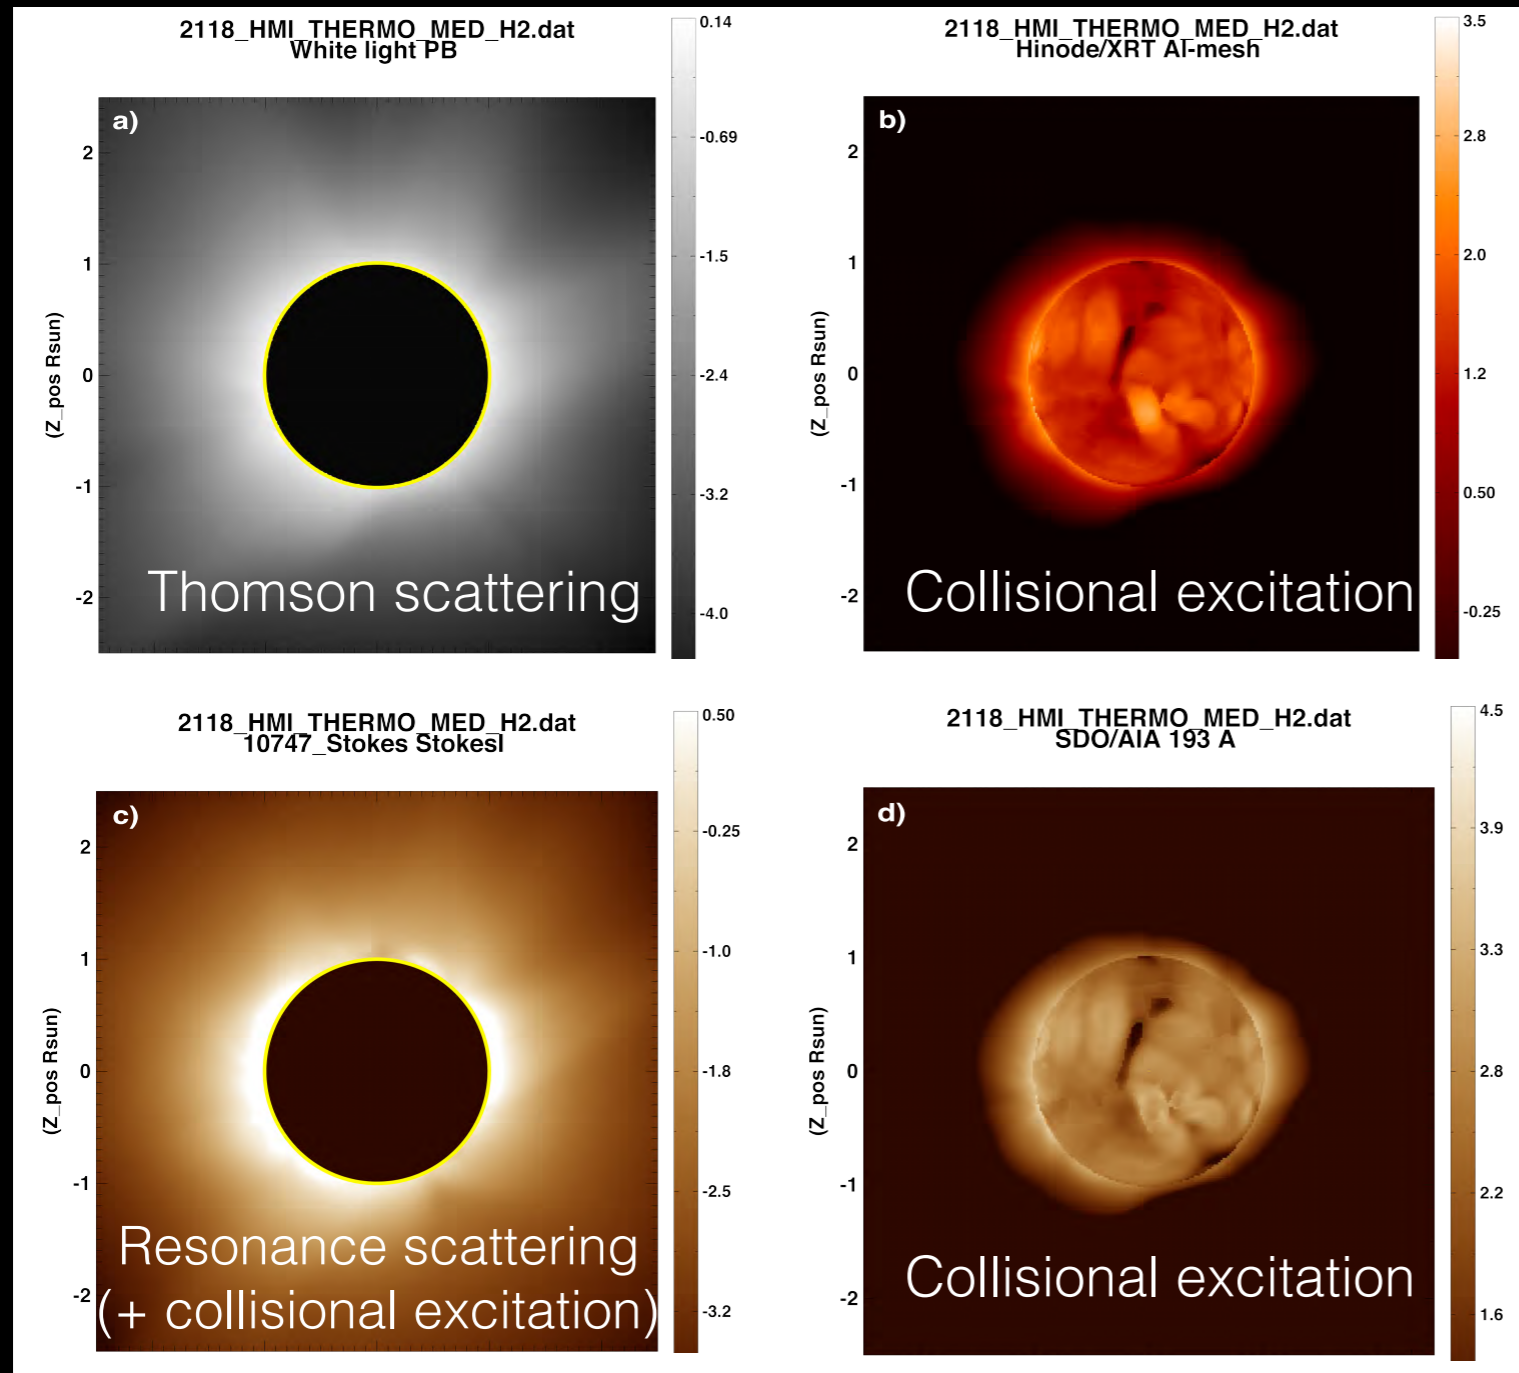 2118_HMI_THERMO_MED_H2.dat
White light PB
a)
(Z_pos Rsun)
2
1
0
-1
-2
0.14
-0.69
-1.5
-2.4
-3.2
-4.0
Thomson scattering
2118_HMI_THERMO_MED_H2.dat
Hinode/XRT Al-mesh
b)
(Z_pos Rsun)
2
1
0
-1
-2
3.5
2.8
2.0
1.2
0.50
-0.25
Collisional excitation
2118_HMI_THERMO_MED_H2.dat
10747_Stokes StokesI
c)
(Z_pos Rsun)
2
1
0
-1
-2
0.50
-0.25
-1.0
-1.8
-2.5
-3.2
Resonance scattering
(+ collisional excitation)
2118_HMI_THERMO_MED_H2.dat
SDO/AIA 193 A
d)
(Z_pos Rsun)
2
1
0
-1
-2
4.5
3.9
3.3
2.8
2.2
1.6
Collisional excitation